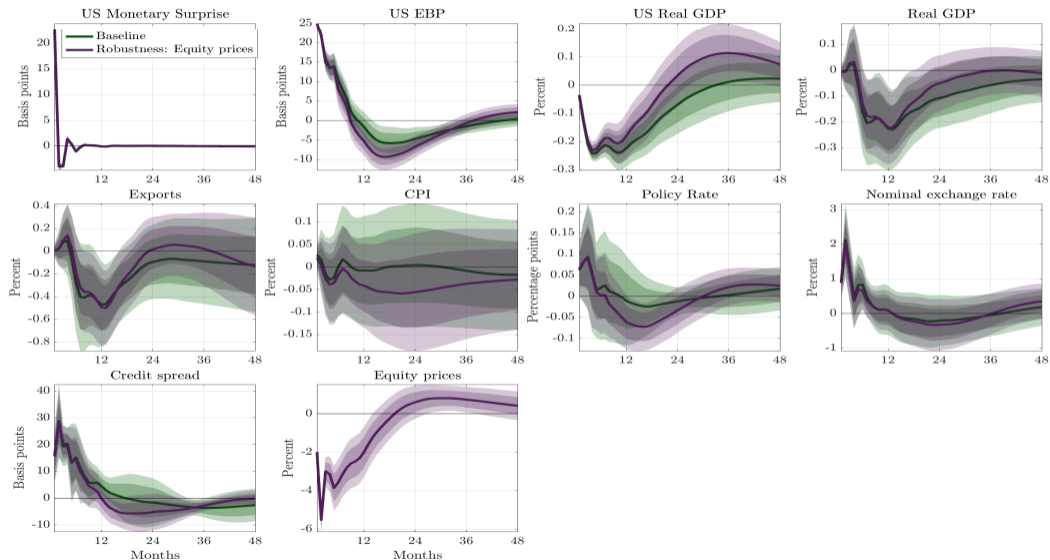 US Monetary Surprise
US EBP
US Real GDP
Real GDP
Baseline
Robustness: Equity prices
Basis points
20
15
10
5
0
12 24 36 48
Basis points
25
20
15
10
5
0
-5
-10
12 24 36 48
Percent
0.2
0.1
0
-0.1
-0.2
-0.3
12 24 36 48
Percent
0.1
0
-0.1
-0.2
-0.3
12 24 36 48
Exports
CPI
Policy Rate
Nominal exchange rate
Percent
0.4
0.2
0
-0.2
-0.4
-0.6
-0.8
12 24 36 48
Percent
0.1
0.05
0
-0.05
-0.1
-0.15
12 24 36 48
Percentage points
0.2
0.15
0.1
0.05
0
-0.05
-0.1
12 24 36 48
Percent
3
2
1
0
-1
12 24 36 48
Credit spread
Equity prices
Basis points
40
30
20
10
0
-10
12 24 36 48
Months
Percent
0
-2
-4
-6
12 24 36 48
Months